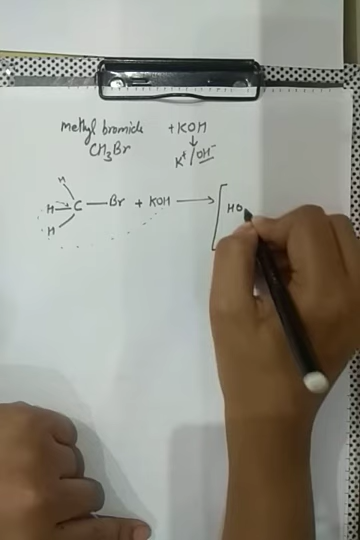 methyl bromide + KOH
CH₃Br
K⁺/OH⁻
H
H—C—Br + KOH ⟶ [HO
H